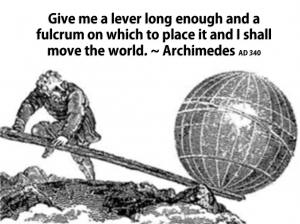 Give me a lever long enough and a
fulcrum on which to place it and I shall
move the world. ~ Archimedes AD 340